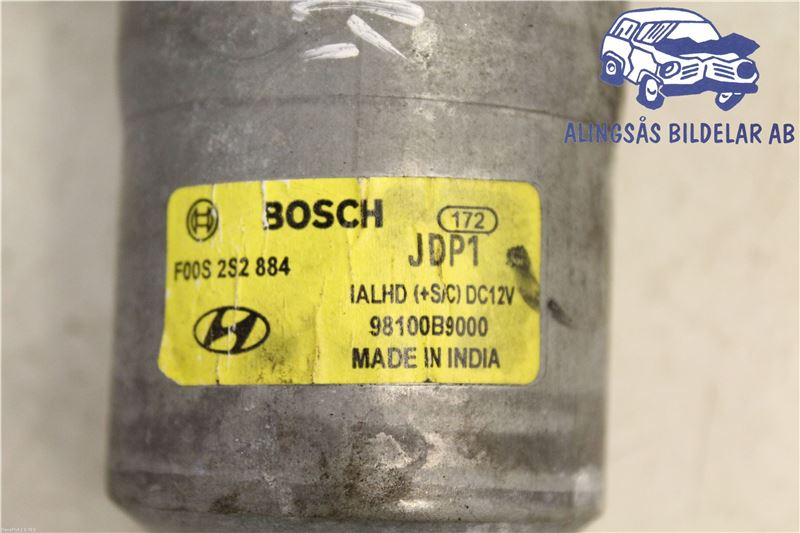 ALINGSÅS BILDELAR AB
BOSCH
172
F00S 2S2 884
JDP1
IALHD (+S/C) DC12V
98100B9000
MADE IN INDIA